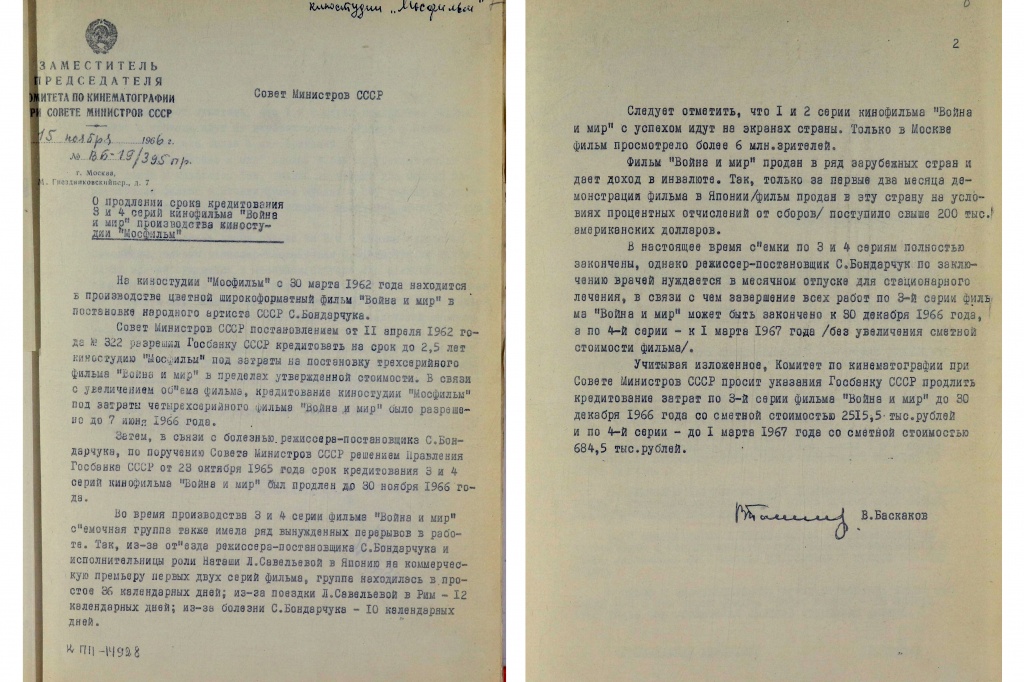 киностудии „Мосфильм"
ЗАМЕСТИТЕЛЬ
ПРЕДСЕДАТЕЛЯ
КОМИТЕТА ПО КИНЕМАТОГРАФИИ
ПРИ СОВЕТЕ МИНИСТРОВ СССР
15 ноября 1966 г.
№ ВБ-19/395 пр.
г. Москва,
М. Гнездниковский пер., д. 7
Совет Министров СССР
О продлении срока кредитования
3 и 4 серий кинофильма "Война
и мир" производства киносту-
дии "Мосфильм"
На киностудии "Мосфильм" с 30 марта 1962 года находится
в производстве цветной широкоформатный фильм "Война и мир" в
постановке народного артиста СССР С.Бондарчука.
Совет Министров СССР постановлением от II апреля 1962 го-
да № 322 разрешил Госбанку СССР кредитовать на срок до 2,5 лет
киностудию "Мосфильм" под затраты на постановку трехсерийного
фильма "Война и мир" в пределах утвержденной стоимости. В связи
с увеличением об"ема фильма, кредитование киностудии "Мосфильм"
под затраты четырехсерийного фильма "Война и мир" было разреше-
но до 7 июня 1966 года.
Затем, в связи с болезнью режиссера-постановщика С.Бон-
дарчука, по поручению Совета Министров СССР решением Правления
Госбанка СССР от 23 октября 1965 года срок кредитования 3 и 4
серий кинофильма "Война и мир" был продлен до 30 ноября 1966 го-
да.
Во время производства 3 и 4 серии фильма "Война и мир"
с"емочная группа также имела ряд вынужденных перерывов в рабо-
те. Так, из-за от"езда режиссера-постановщика С.Бондарчука и
исполнительницы роли Наташи Л.Савельевой в Японию на коммерчес-
кую премьеру первых двух серий фильма, группа находилась в про-
стое 36 календарных дней; из-за поездки Л.Савельевой в Рим - 12
календарных дней; из-за болезни С.Бондарчука - 10 календарных
дней.
к ПП-14928
2
Следует отметить, что I и 2 серии кинофильма "Война
и мир" с успехом идут на экранах страны. Только в Москве
фильм просмотрело более 6 млн.зрителей.
Фильм "Война и мир" продан в ряд зарубежных стран и
дает доход в инвалюте. Так, только за первые два месяца де-
монстрации фильма в Японии/фильм продан в эту страну на усло-
виях процентных отчислений от сборов/ поступило свыше 200 тыс.
американских долларов.
В настоящее время с"емки по 3 и 4 сериям полностью
закончены, однако режиссер-постановщик С.Бондарчук по заклю-
чению врачей нуждается в месячном отпуске для стационарного
лечения, в связи с чем завершение всех работ по 3-й серии филь
ма "Война и мир" может быть закончено к 30 декабря 1966 года,
а по 4-й серии - к I марта 1967 года /без увеличения сметной
стоимости фильма/.
Учитывая изложенное, Комитет по кинематографии при
Совете Министров СССР просит указания Госбанку СССР продлить
кредитование затрат по 3-й серии фильма "Война и мир" до 30
декабря 1966 года со сметной стоимостью 2515,5 тыс.рублей
и по 4-й серии - до I марта 1967 года со сметной стоимостью
684,5 тыс.рублей.
В.Баскаков